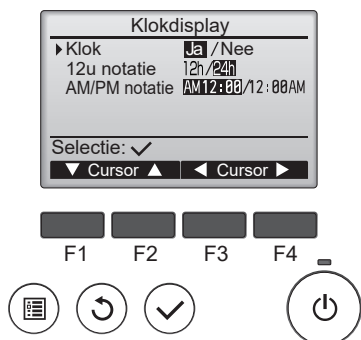 Klokdisplay
Klok Ja / Nee
12u notatie 12h/24h
AM/PM notatie AM12:00/12:00AM
Selectie: ✓
▼ Cursor ▲ ◀ Cursor ▶
F1 F2 F3 F4